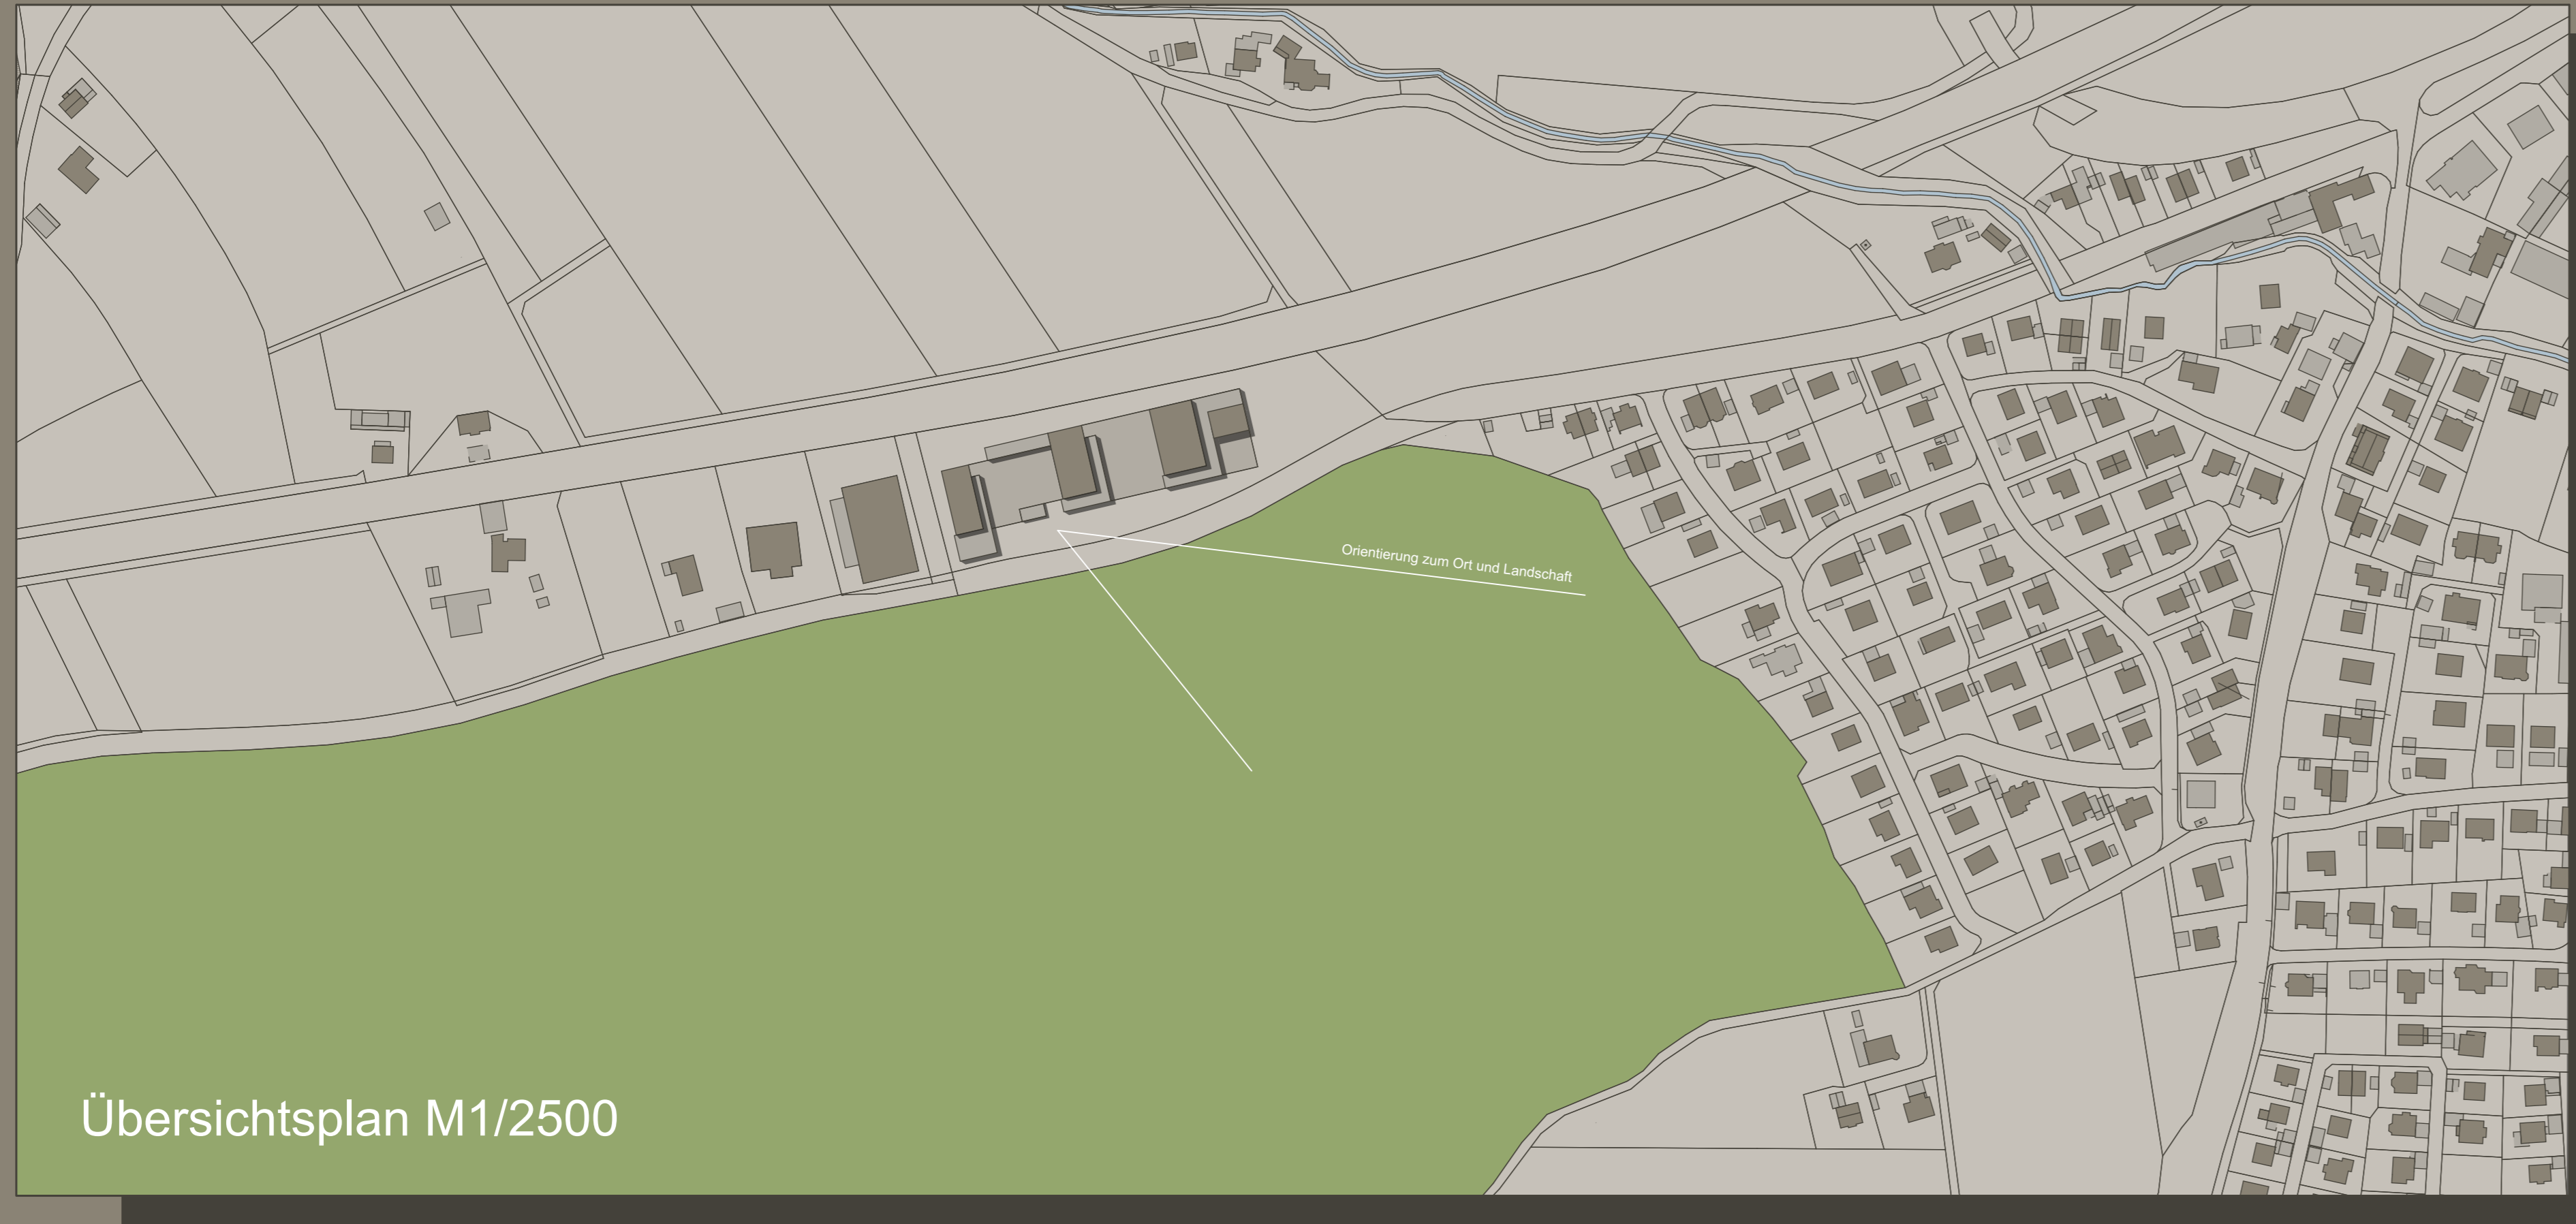 Orientierung zum Ort und Landschaft
Übersichtsplan M1/2500